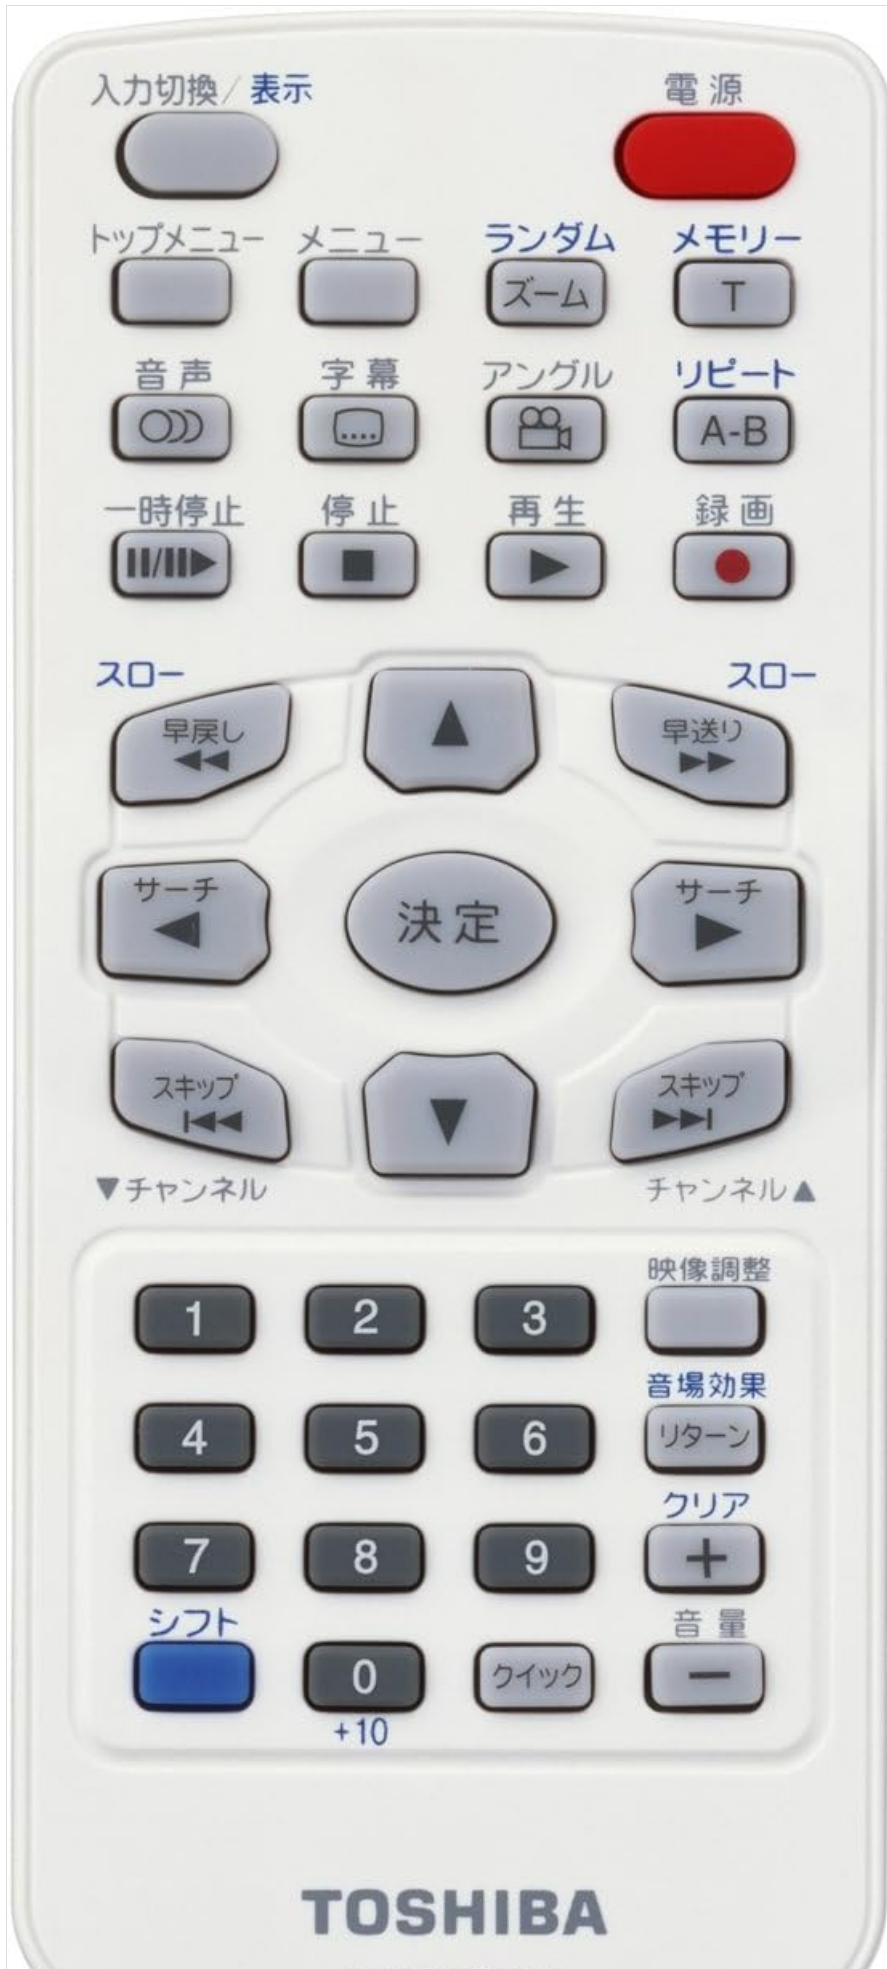 入力切換/表示 電源
トップメニュー メニュー ランダム メモリー
ズーム T
音声 字幕 アングル リピート
A-B
一時停止 停止 再生 録画
スロー スロー
早戻し 早送り
サーチ 決定 サーチ
スキップ スキップ
▼チャンネル チャンネル▲
映像調整
1 2 3
音場効果
4 5 6 リターン
クリア
7 8 9 +
シフト 音量
0 クイック −
+10
TOSHIBA